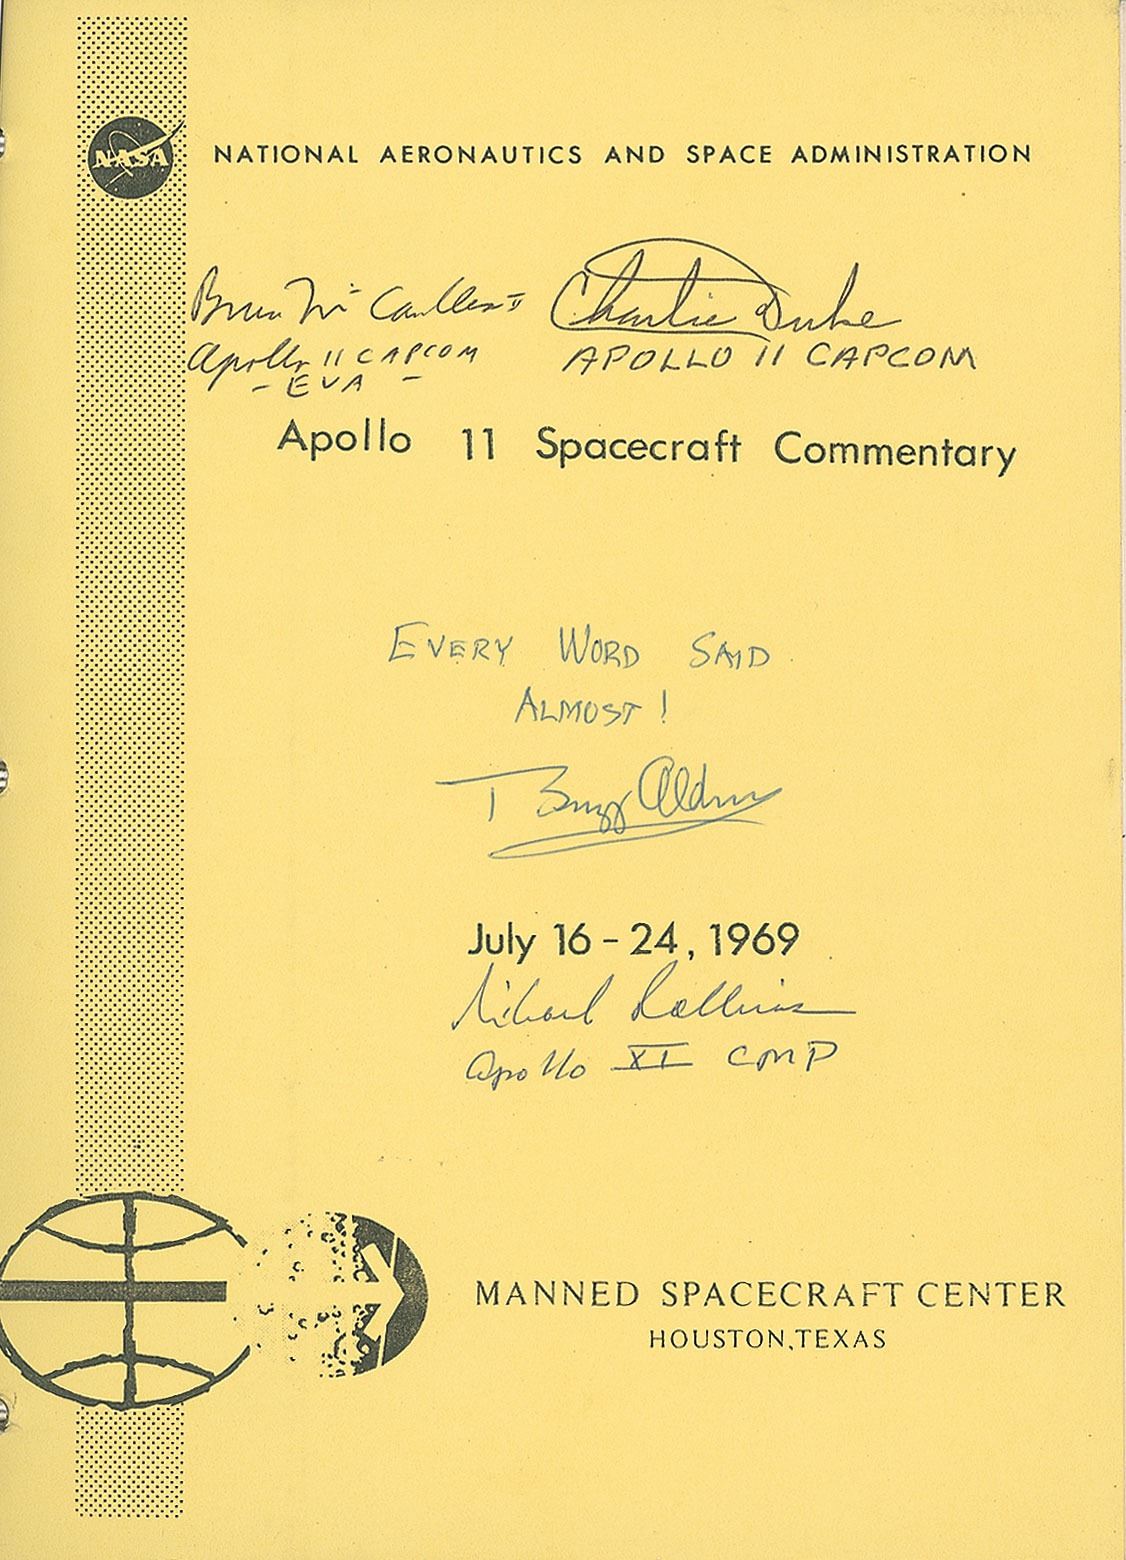 NASA
NATIONAL AERONAUTICS AND SPACE ADMINISTRATION
Bruce McCandless II
Apollo 11 CAPCOM
- EVA -
Charlie Duke
APOLLO 11 CAPCOM
Apollo 11 Spacecraft Commentary
EVERY WORD SAID
ALMOST!
Buzz Aldrin
July 16 - 24, 1969
Michael Collins
Apollo XI CMP
MANNED SPACECRAFT CENTER
HOUSTON, TEXAS